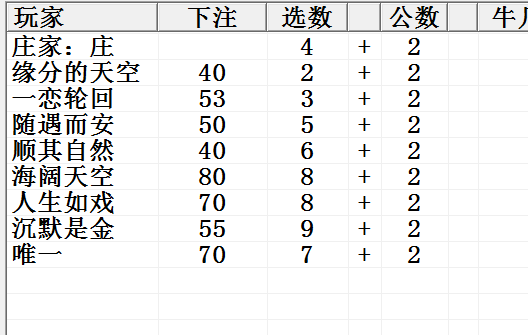 玩家 下注 选数 公数 牛
庄家：庄 4 + 2
缘分的天空 40 2 + 2
一恋轮回 53 3 + 2
随遇而安 50 5 + 2
顺其自然 40 6 + 2
海阔天空 80 8 + 2
人生如戏 70 8 + 2
沉默是金 55 9 + 2
唯一 70 7 + 2